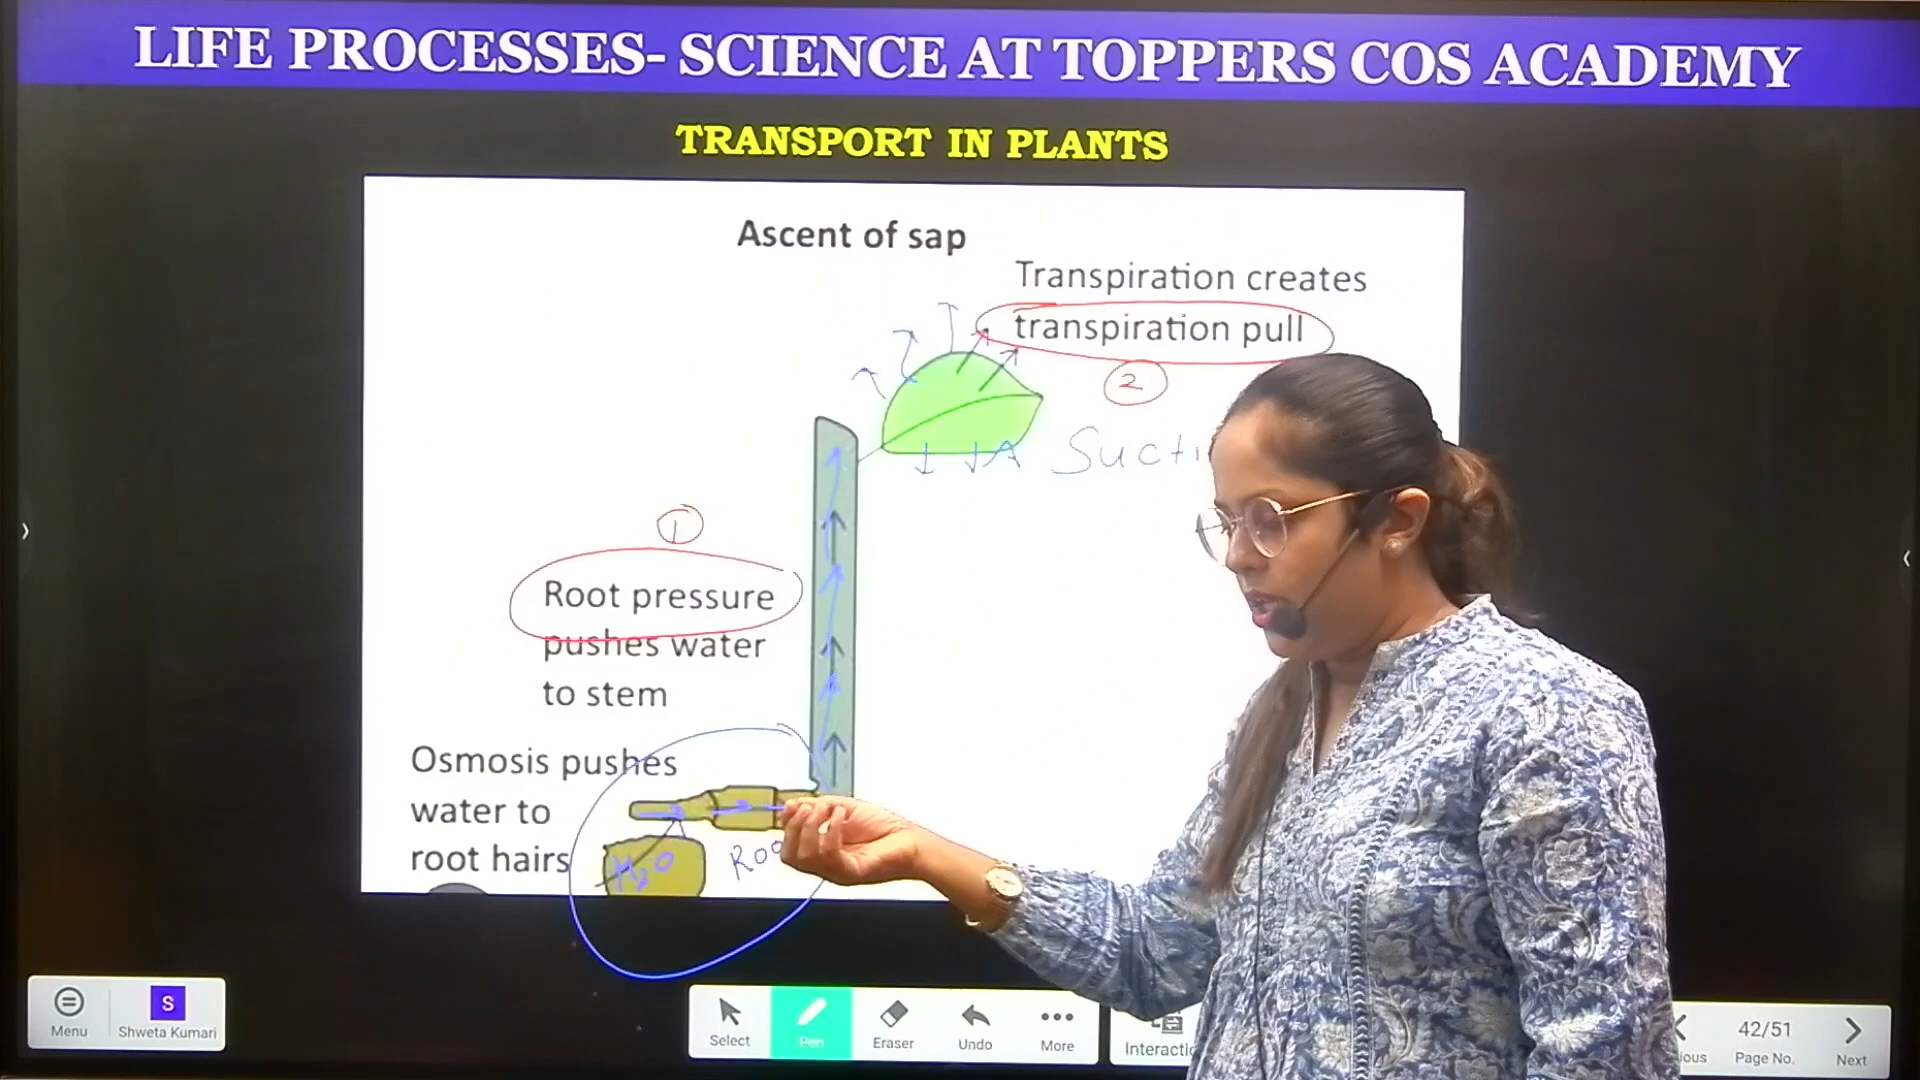 LIFE PROCESSES- SCIENCE AT TOPPERS COS ACADEMY
TRANSPORT IN PLANTS
Ascent of sap
Transpiration creates
transpiration pull
2
1
Root pressure
pushes water
to stem
Osmosis pushes
water to
root hairs
H₂O
Menu
S
Shweta Kumari
Select
Pen
Eraser
Undo
More
42/51
Page No.
Next